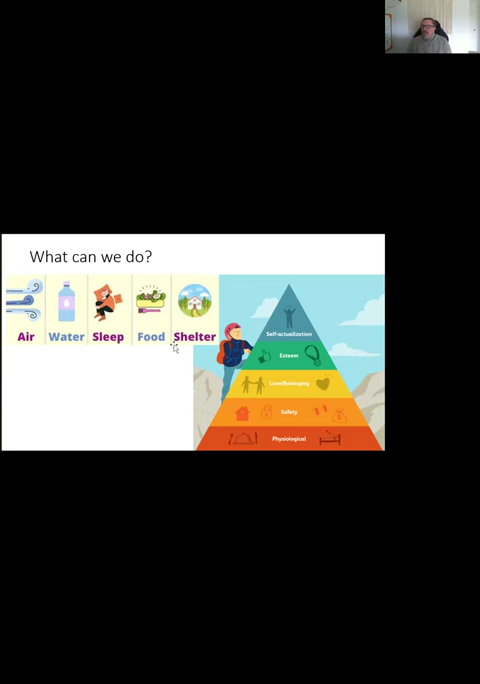 What can we do?
Air Water Sleep Food Shelter
Self-actualization
Esteem
Love/Belonging
Safety
Physiological